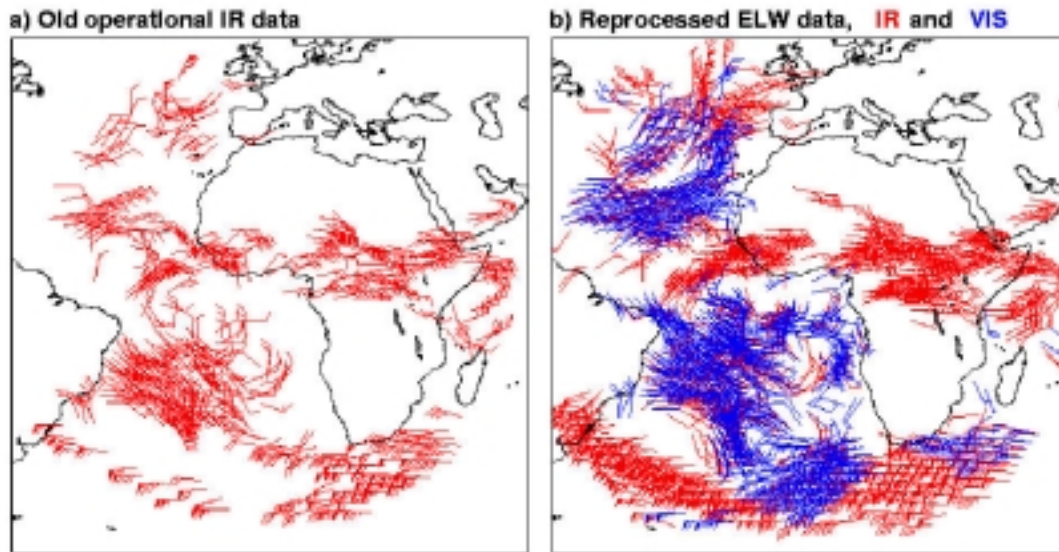 a) Old operational IR data
b) Reprocessed ELW data, IR and VIS